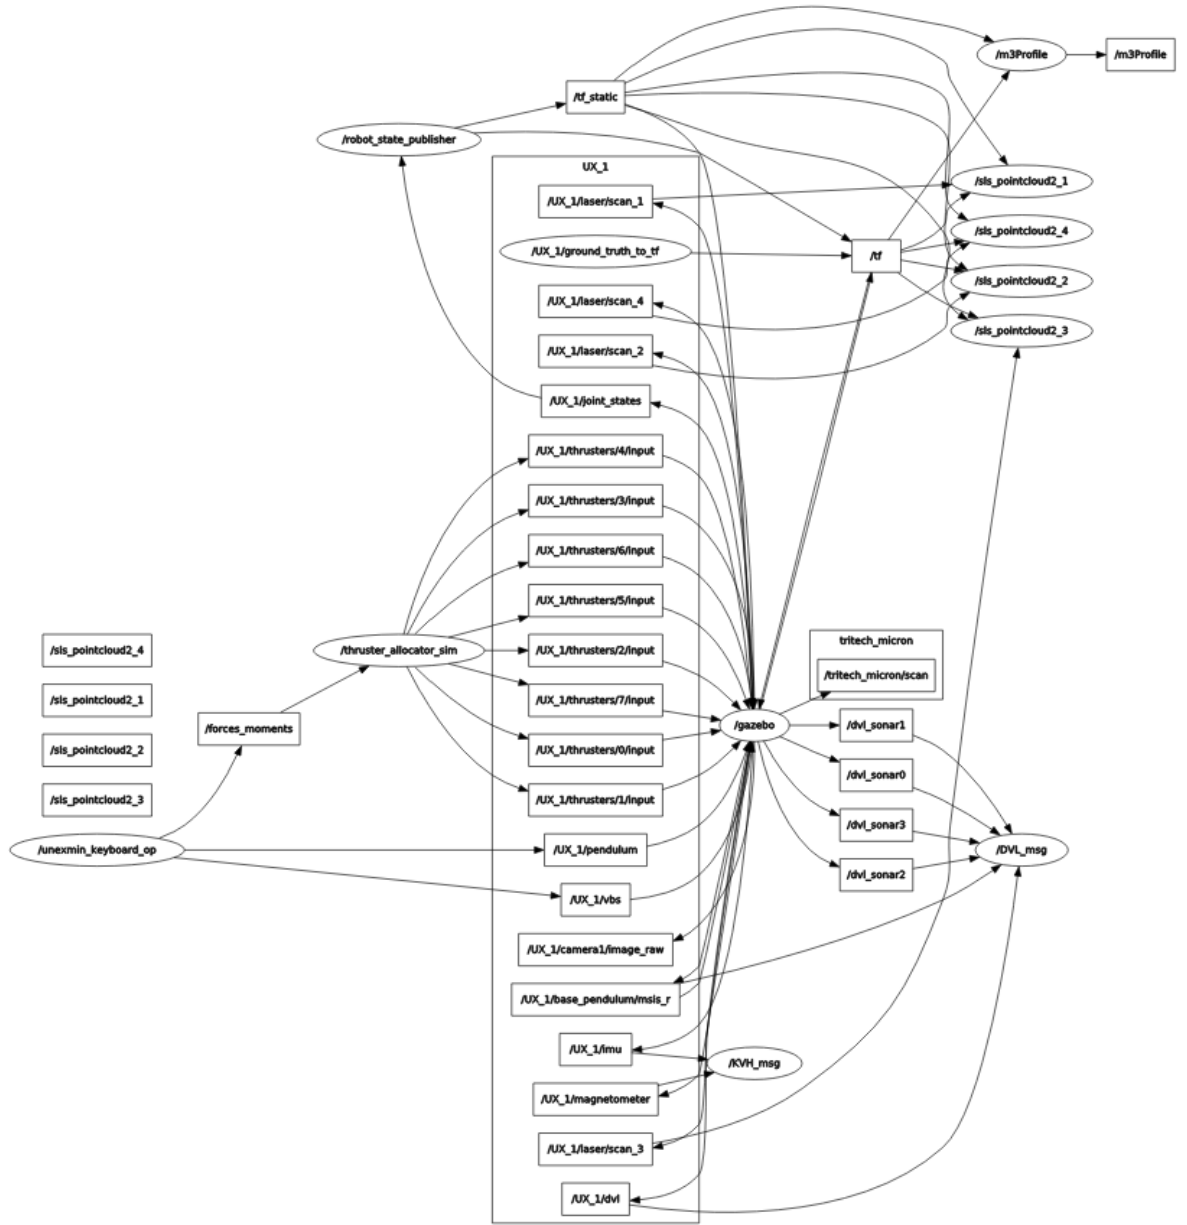 /m3Profile
/m3Profile
/tf_static
/robot_state_publisher
UX_1
/sls_pointcloud2_1
/UX_1/laser/scan_1
/sls_pointcloud2_4
/UX_1/ground_truth_to_tf
/tf
/sls_pointcloud2_2
/UX_1/laser/scan_4
/sls_pointcloud2_3
/UX_1/laser/scan_2
/UX_1/joint_states
/UX_1/thrusters/4/input
/UX_1/thrusters/3/input
/UX_1/thrusters/6/input
/UX_1/thrusters/5/input
tritech_micron
/sls_pointcloud2_4
/thruster_allocator_sim
/UX_1/thrusters/2/input
/tritech_micron/scan
/sls_pointcloud2_1
/UX_1/thrusters/7/input
/forces_moments
/gazebo
/dvl_sonar1
/sls_pointcloud2_2
/UX_1/thrusters/0/input
/dvl_sonar0
/sls_pointcloud2_3
/UX_1/thrusters/1/input
/dvl_sonar3
/unexmin_keyboard_op
/UX_1/pendulum
/DVL_msg
/dvl_sonar2
/UX_1/vbs
/UX_1/camera1/image_raw
/UX_1/base_pendulum/msis_r
/UX_1/imu
/KVH_msg
/UX_1/magnetometer
/UX_1/laser/scan_3
/UX_1/dvl